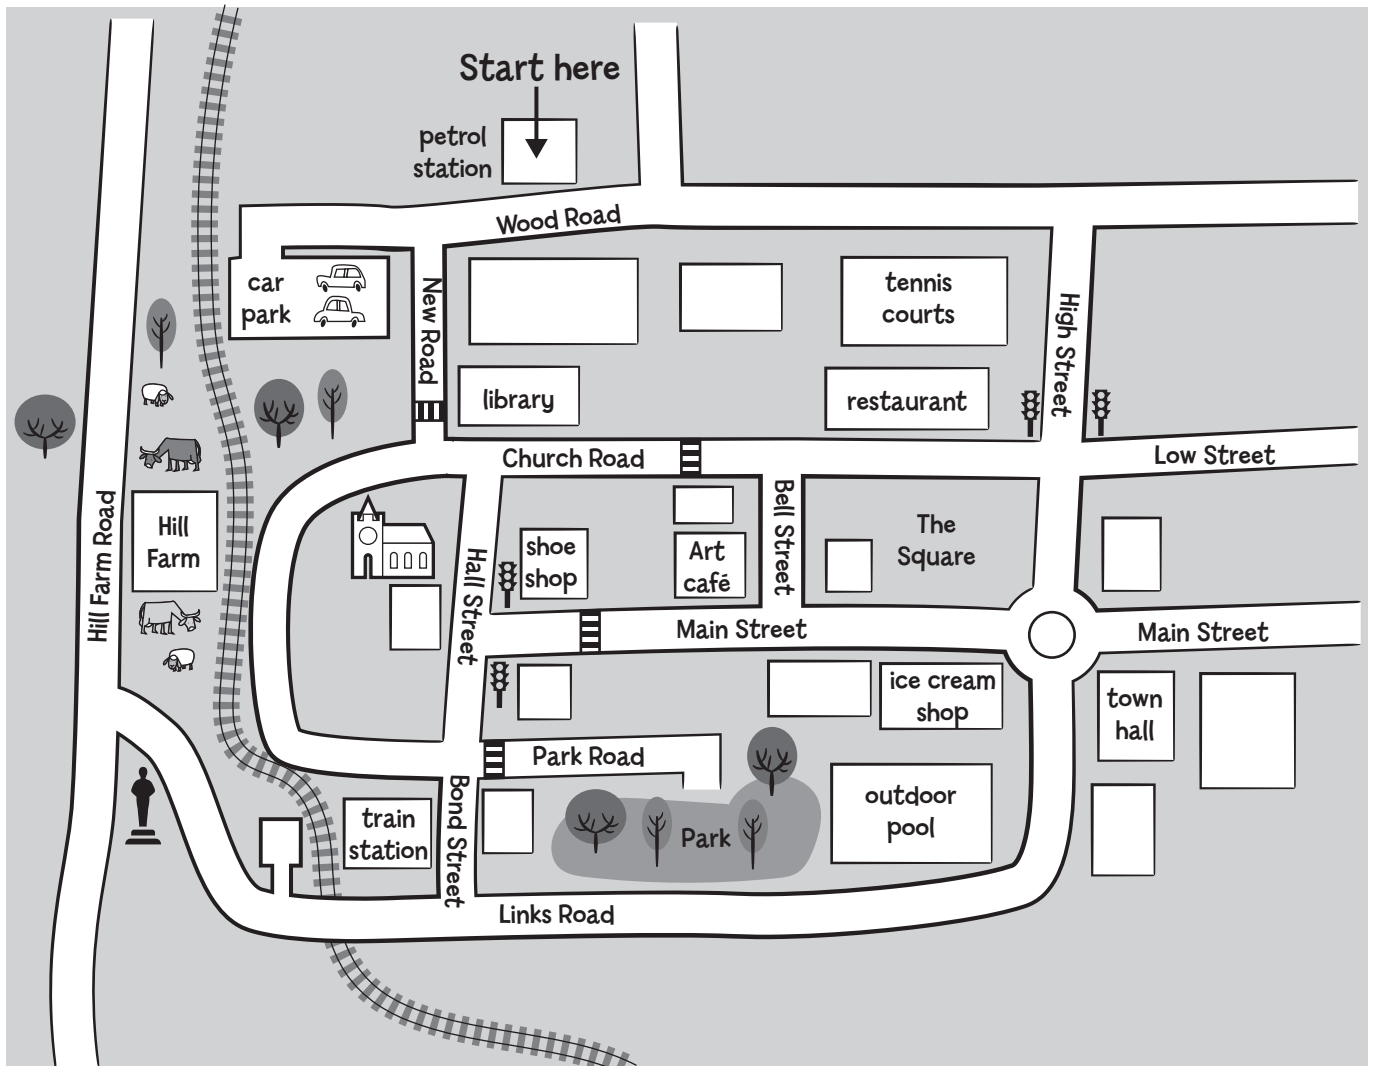 Start here
petrol
station
Wood Road
car
park
New Road
tennis
courts
High Street
library
restaurant
Church Road
Low Street
Hill Farm Road
Hill
Farm
Hall Street
shoe
shop
Art
café
Bell Street
The
Square
Main Street
Main Street
ice cream
shop
town
hall
Park Road
Bond Street
train
station
Park
outdoor
pool
Links Road